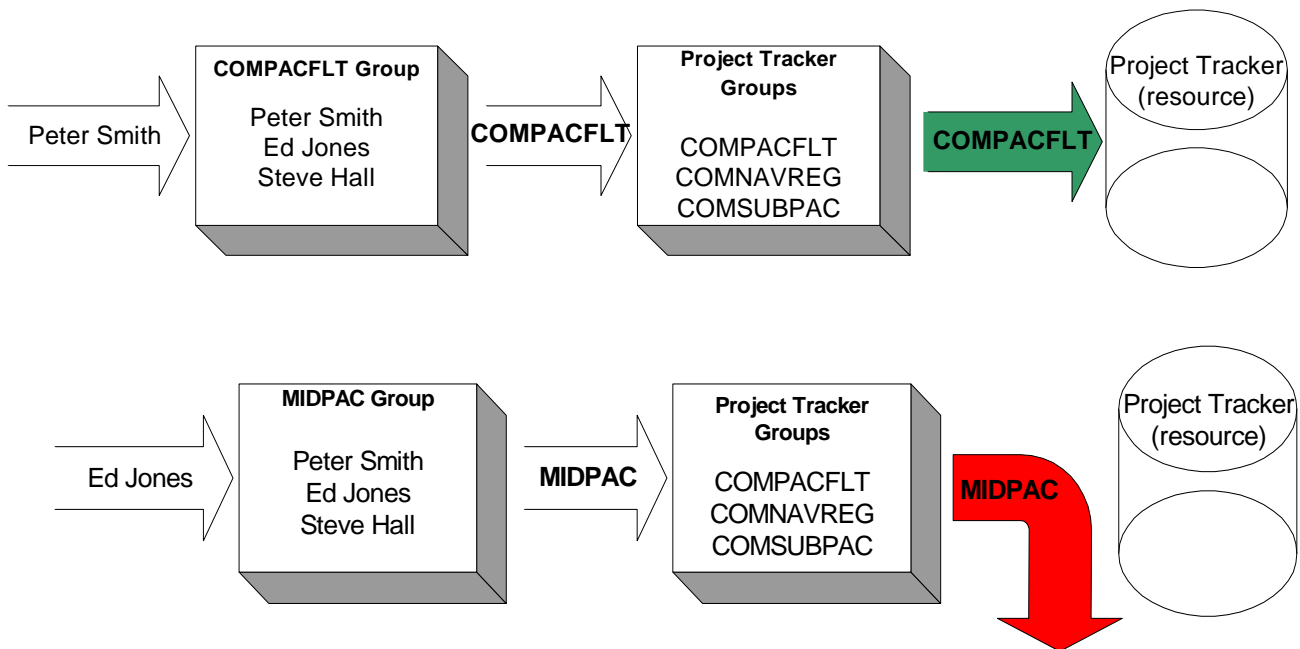 Peter Smith
COMPACFLT Group
Peter Smith
Ed Jones
Steve Hall
COMPACFLT
Project Tracker
Groups
COMPACFLT
COMNAVREG
COMSUBPAC
COMPACFLT
Project Tracker
(resource)
Ed Jones
MIDPAC Group
Peter Smith
Ed Jones
Steve Hall
MIDPAC
Project Tracker
Groups
COMPACFLT
COMNAVREG
COMSUBPAC
MIDPAC
Project Tracker
(resource)